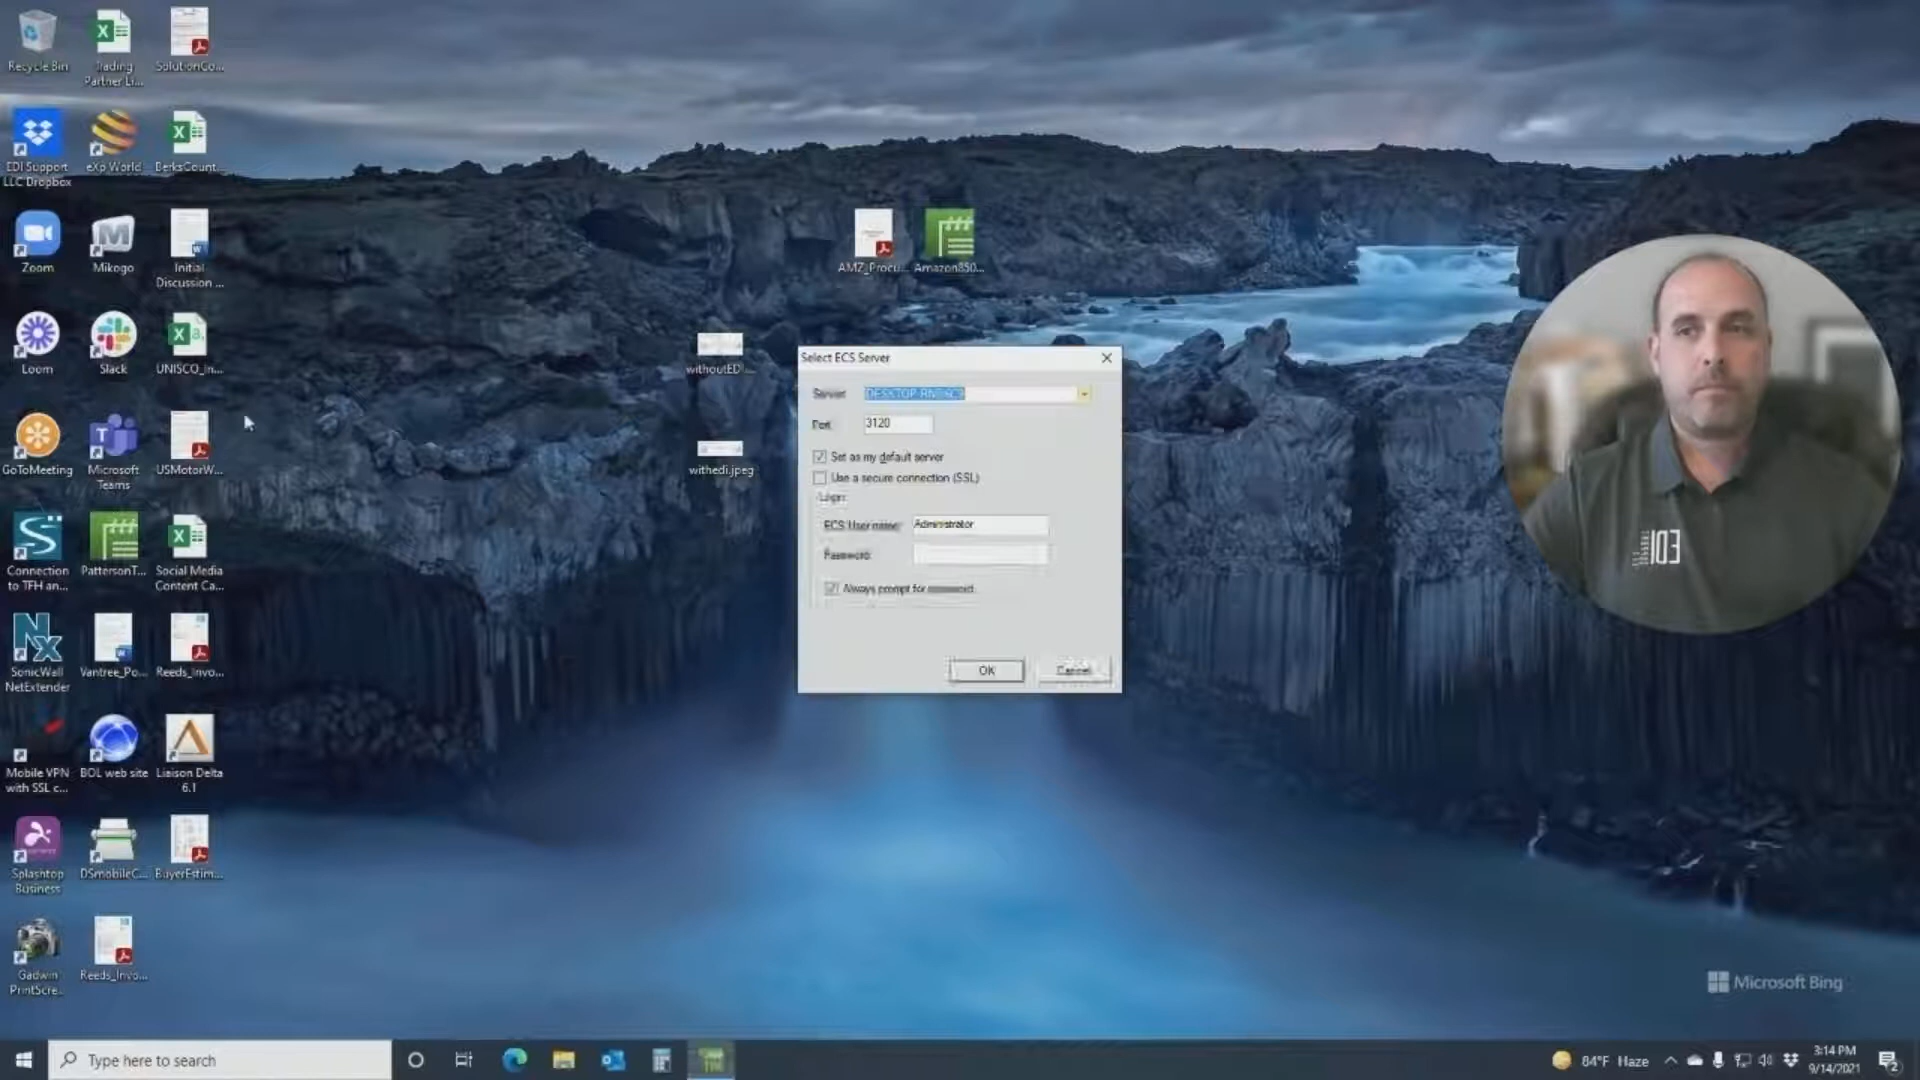 Recycle Bin
Trading Partner Li...
SolutionCo...
EDI Support LLC Dropbox
eXp World
BerksCount...
Zoom
Mikogo
Initial Discussion ...
AMZ_Procu...
Amazon850...
Loom
Slack
UNISCO_In...
withoutEDI....
GoToMeeting
Microsoft Teams
USMotorW...
withedi.jpeg
Connection to TFH an...
PattersonT...
Social Media Content Ca...
SonicWall NetExtender
Vantree_Po...
Reeds_Invo...
Mobile VPN with SSL c...
BOL web site
Liaison Delta 6.1
Splashtop Business
DSmobileC...
BuyerEstim...
Gadwin PrintScre...
Reeds_Invo...
Select ECS Server
Server
Port
3120
Set as my default server
Use a secure connection (SSL)
Login
ECS User name:
Administrator
Password:
Always prompt for password.
OK
Cancel
EDI
Microsoft Bing
Type here to search
84°F Haze
3:14 PM
9/14/2021
2